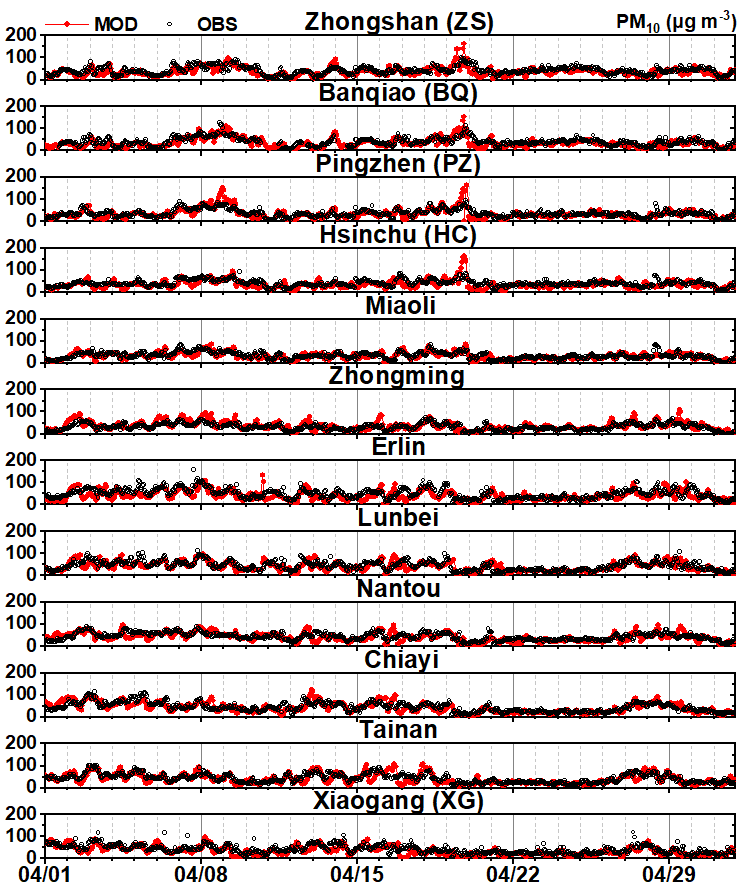 MOD OBS Zhongshan (ZS) PM10 (µg m-3)
200
100
0
Banqiao (BQ)
200
100
0
Pingzhen (PZ)
200
100
0
Hsinchu (HC)
200
100
0
Miaoli
200
100
0
Zhongming
200
100
0
Erlin
200
100
0
Lunbei
200
100
0
Nantou
200
100
0
Chiayi
200
100
0
Tainan
200
100
0
Xiaogang (XG)
200
100
0
04/01 04/08 04/15 04/22 04/29